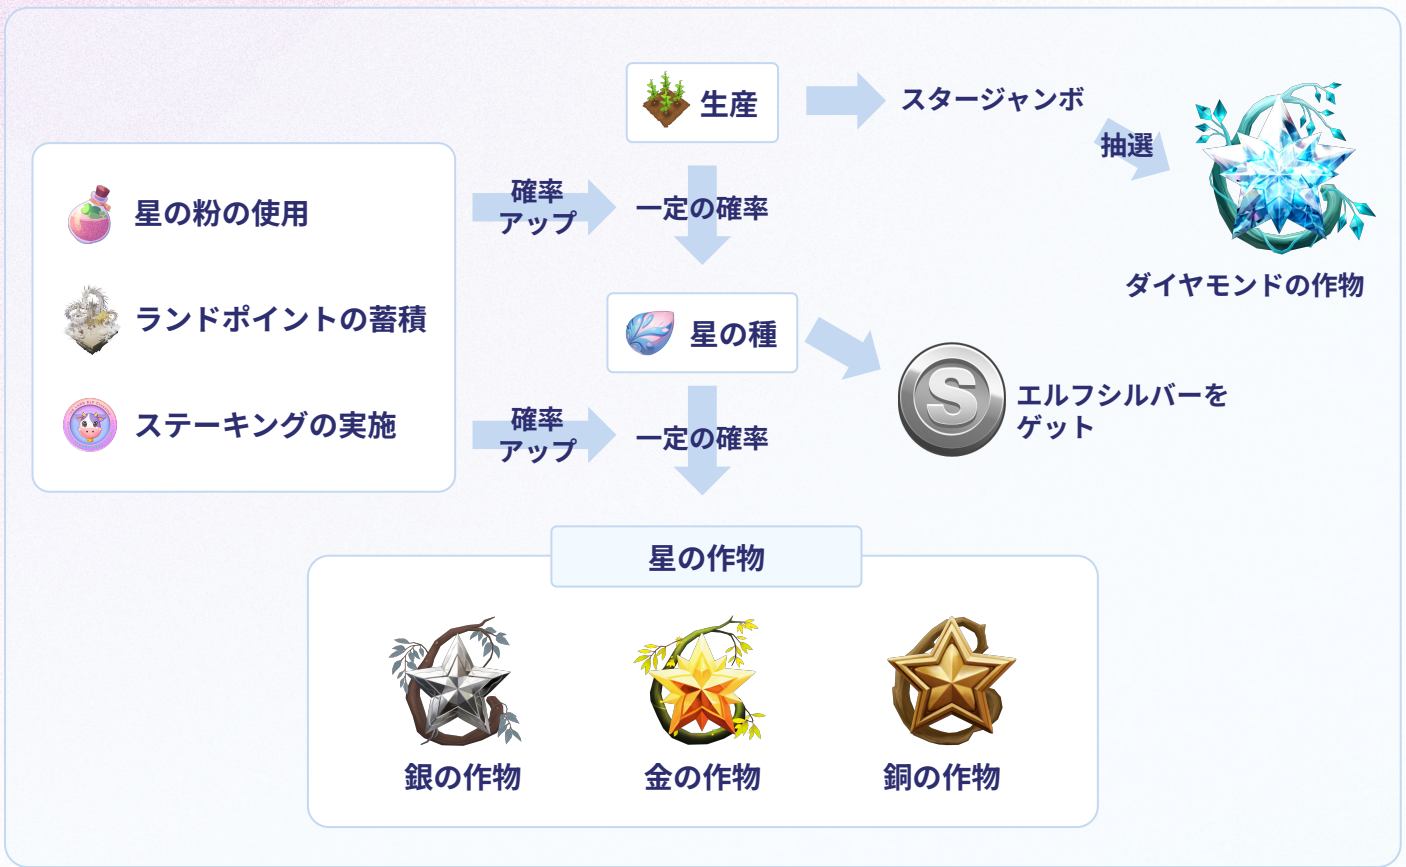 生産
スタージャンボ
抽選
ダイヤモンドの作物
星の粉の使用
ランドポイントの蓄積
ステーキングの実施
確率
アップ
一定の確率
星の種
S
エルフシルバーを
ゲット
確率
アップ
一定の確率
星の作物
銀の作物
金の作物
銅の作物